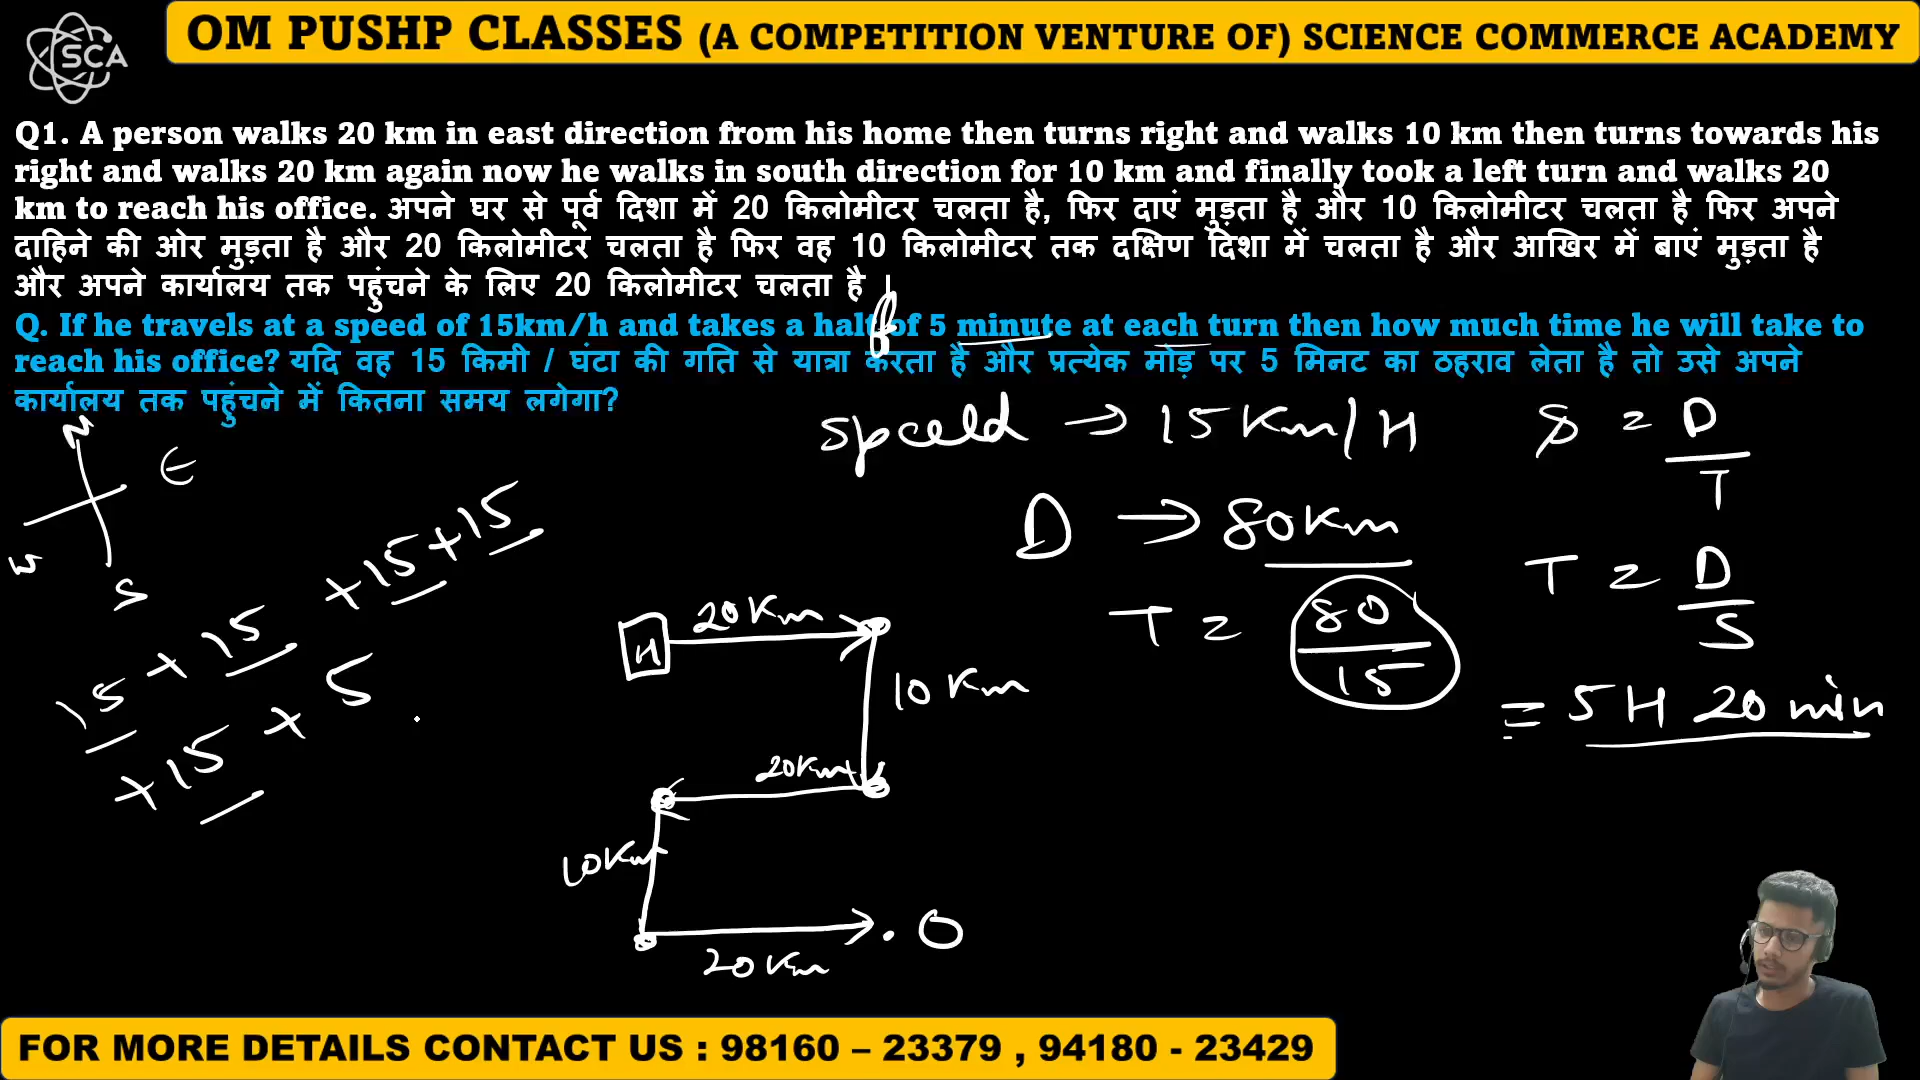 SCA
OM PUSHP CLASSES (A COMPETITION VENTURE OF) SCIENCE COMMERCE ACADEMY
Q1. A person walks 20 km in east direction from his home then turns right and walks 10 km then turns towards his
right and walks 20 km again now he walks in south direction for 10 km and finally took a left turn and walks 20
km to reach his office. अपने घर से पूर्व दिशा में 20 किलोमीटर चलता है, फिर दाएं मुड़ता है और 10 किलोमीटर चलता है फिर अपने
दाहिने की ओर मुड़ता है और 20 किलोमीटर चलता है फिर वह 10 किलोमीटर तक दक्षिण दिशा में चलता है और आखिर में बाएं मुड़ता है
और अपने कार्यालय तक पहुंचने के लिए 20 किलोमीटर चलता है ।
Q. If he travels at a speed of 15km/h and takes a halt of 5 minute at each turn then how much time he will take to
reach his office? यदि वह 15 किमी / घंटा की गति से यात्रा करता है और प्रत्येक मोड़ पर 5 मिनट का ठहराव लेता है तो उसे अपने
कार्यालय तक पहुंचने में कितना समय लगेगा?
N
E
W
S
speed → 15 Km/H
S = D/T
D → 80 Km
T = D/S
T = 80/15
= 5H 20 min
15 + 15 + 15 + 15
+ 15 + 5
H
20 Km
10 Km
20 Km
10 Km
20 Km
O
FOR MORE DETAILS CONTACT US : 98160 – 23379 , 94180 - 23429